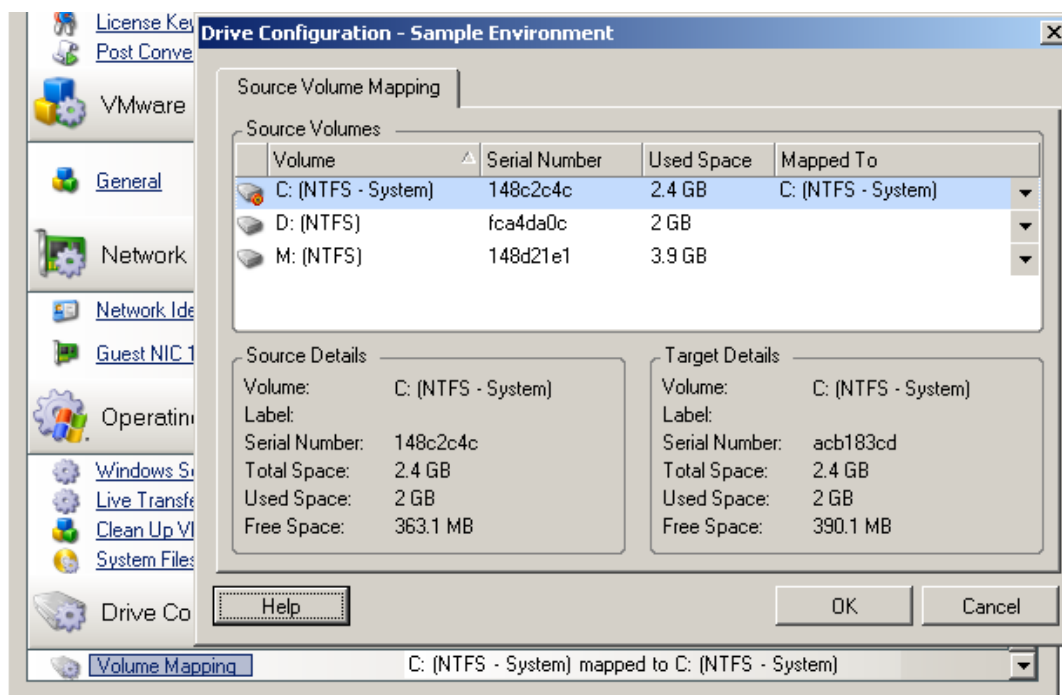 License Key
Post Conve
Drive Configuration - Sample Environment
Source Volume Mapping
VMware
Source Volumes
Volume Serial Number Used Space Mapped To
General
C: (NTFS - System) 148c2c4c 2.4 GB C: (NTFS - System)
D: (NTFS) fca4da0c 2 GB
M: (NTFS) 148d21e1 3.9 GB
Network
Network Ide
Guest NIC 1
Source Details
Volume: C: (NTFS - System)
Label:
Serial Number: 148c2c4c
Total Space: 2.4 GB
Used Space: 2 GB
Free Space: 363.1 MB
Target Details
Volume: C: (NTFS - System)
Label:
Serial Number: acb183cd
Total Space: 2.4 GB
Used Space: 2 GB
Free Space: 390.1 MB
Operatin
Windows Se
Live Transfe
Clean Up VI
System Files
Drive Co
Help OK Cancel
Volume Mapping C: (NTFS - System) mapped to C: (NTFS - System)